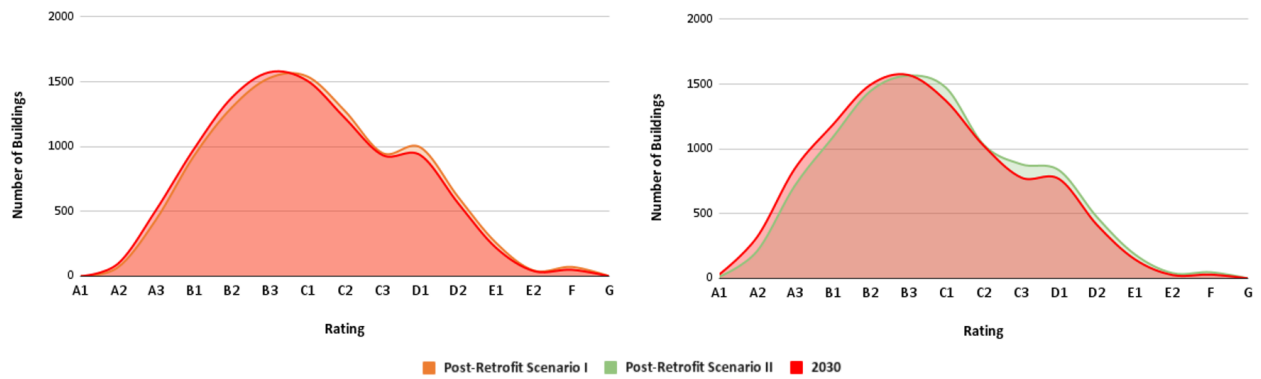 2000
1500
1000
500
0
Number of Buildings
A1 A2 A3 B1 B2 B3 C1 C2 C3 D1 D2 E1 E2 F G
Rating
2000
1500
1000
500
0
Number of Buildings
A1 A2 A3 B1 B2 B3 C1 C2 C3 D1 D2 E1 E2 F G
Rating
Post-Retrofit Scenario I Post-Retrofit Scenario II 2030